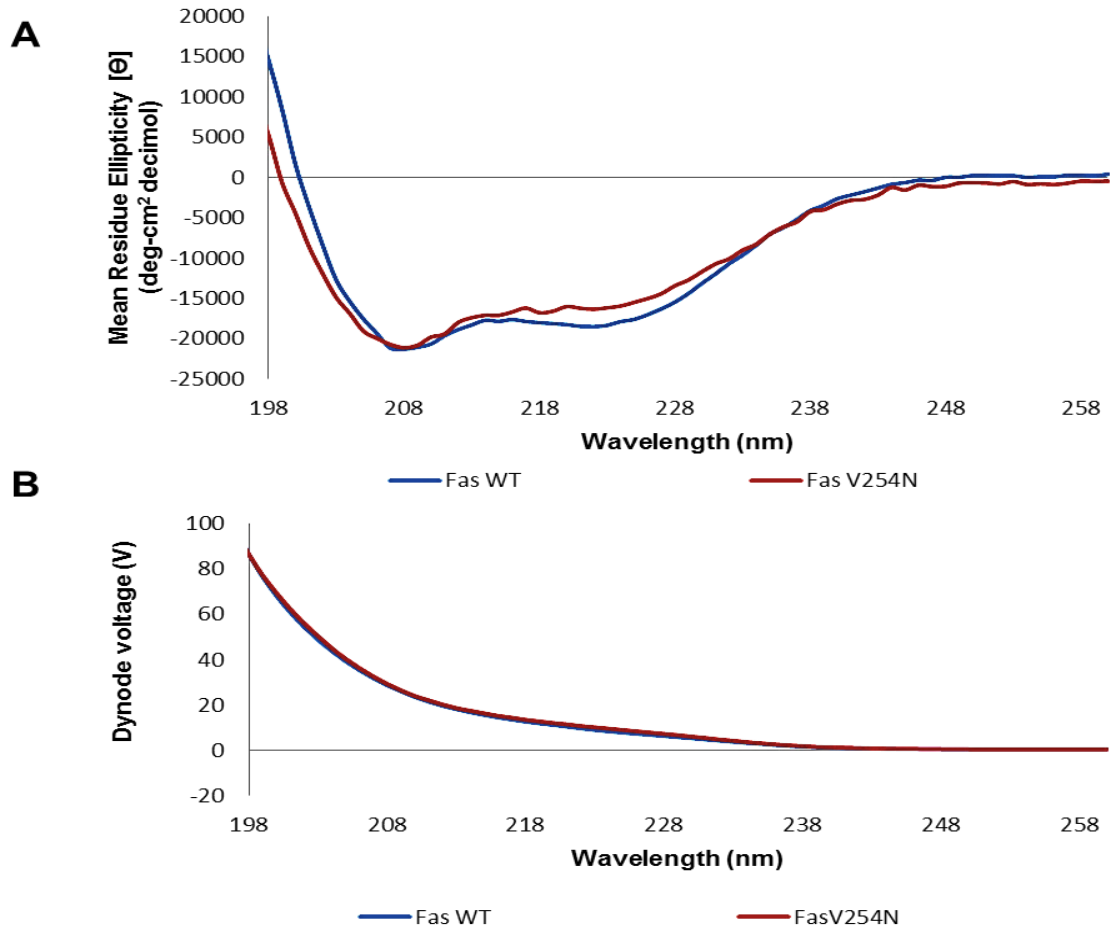 A
Mean Residue Ellipticity [Θ]
(deg-cm² decimol)
20000
15000
10000
5000
0
-5000
-10000
-15000
-20000
-25000
198 208 218 228 238 248 258
Wavelength (nm)
Fas WT Fas V254N
B
Dynode voltage (V)
100
80
60
40
20
0
-20
198 208 218 228 238 248 258
Wavelength (nm)
Fas WT FasV254N